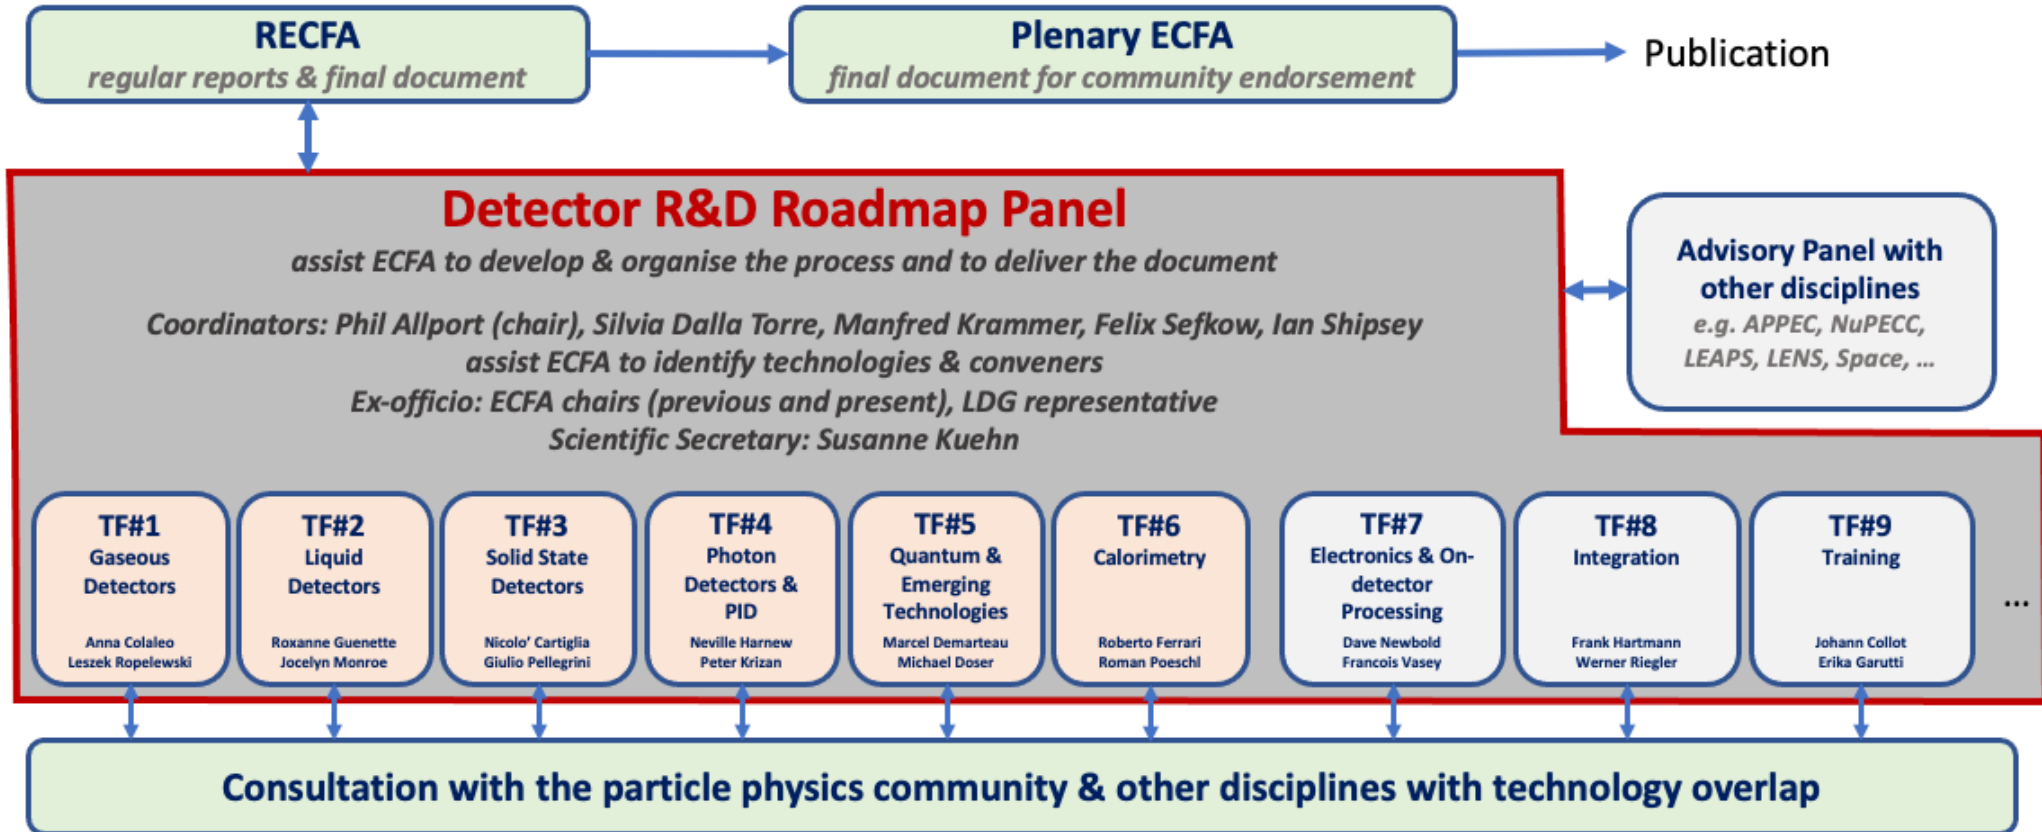 RECFA
regular reports & final document
Plenary ECFA
final document for community endorsement
Publication
Detector R&D Roadmap Panel
assist ECFA to develop & organise the process and to deliver the document
Coordinators: Phil Allport (chair), Silvia Dalla Torre, Manfred Krammer, Felix Sefkow, Ian Shipsey
assist ECFA to identify technologies & conveners
Ex-officio: ECFA chairs (previous and present), LDG representative
Scientific Secretary: Susanne Kuehn
Advisory Panel with
other disciplines
e.g. APPEC, NuPECC,
LEAPS, LENS, Space, ...
TF#1
Gaseous
Detectors
Anna Colaleo
Leszek Ropelewski
TF#2
Liquid
Detectors
Roxanne Guenette
Jocelyn Monroe
TF#3
Solid State
Detectors
Nicolo' Cartiglia
Giulio Pellegrini
TF#4
Photon
Detectors &
PID
Neville Harnew
Peter Krizan
TF#5
Quantum &
Emerging
Technologies
Marcel Demarteau
Michael Doser
TF#6
Calorimetry
Roberto Ferrari
Roman Poeschl
TF#7
Electronics & On-
detector
Processing
Dave Newbold
Francois Vasey
TF#8
Integration
Frank Hartmann
Werner Riegler
TF#9
Training
Johann Collot
Erika Garutti
...
Consultation with the particle physics community & other disciplines with technology overlap